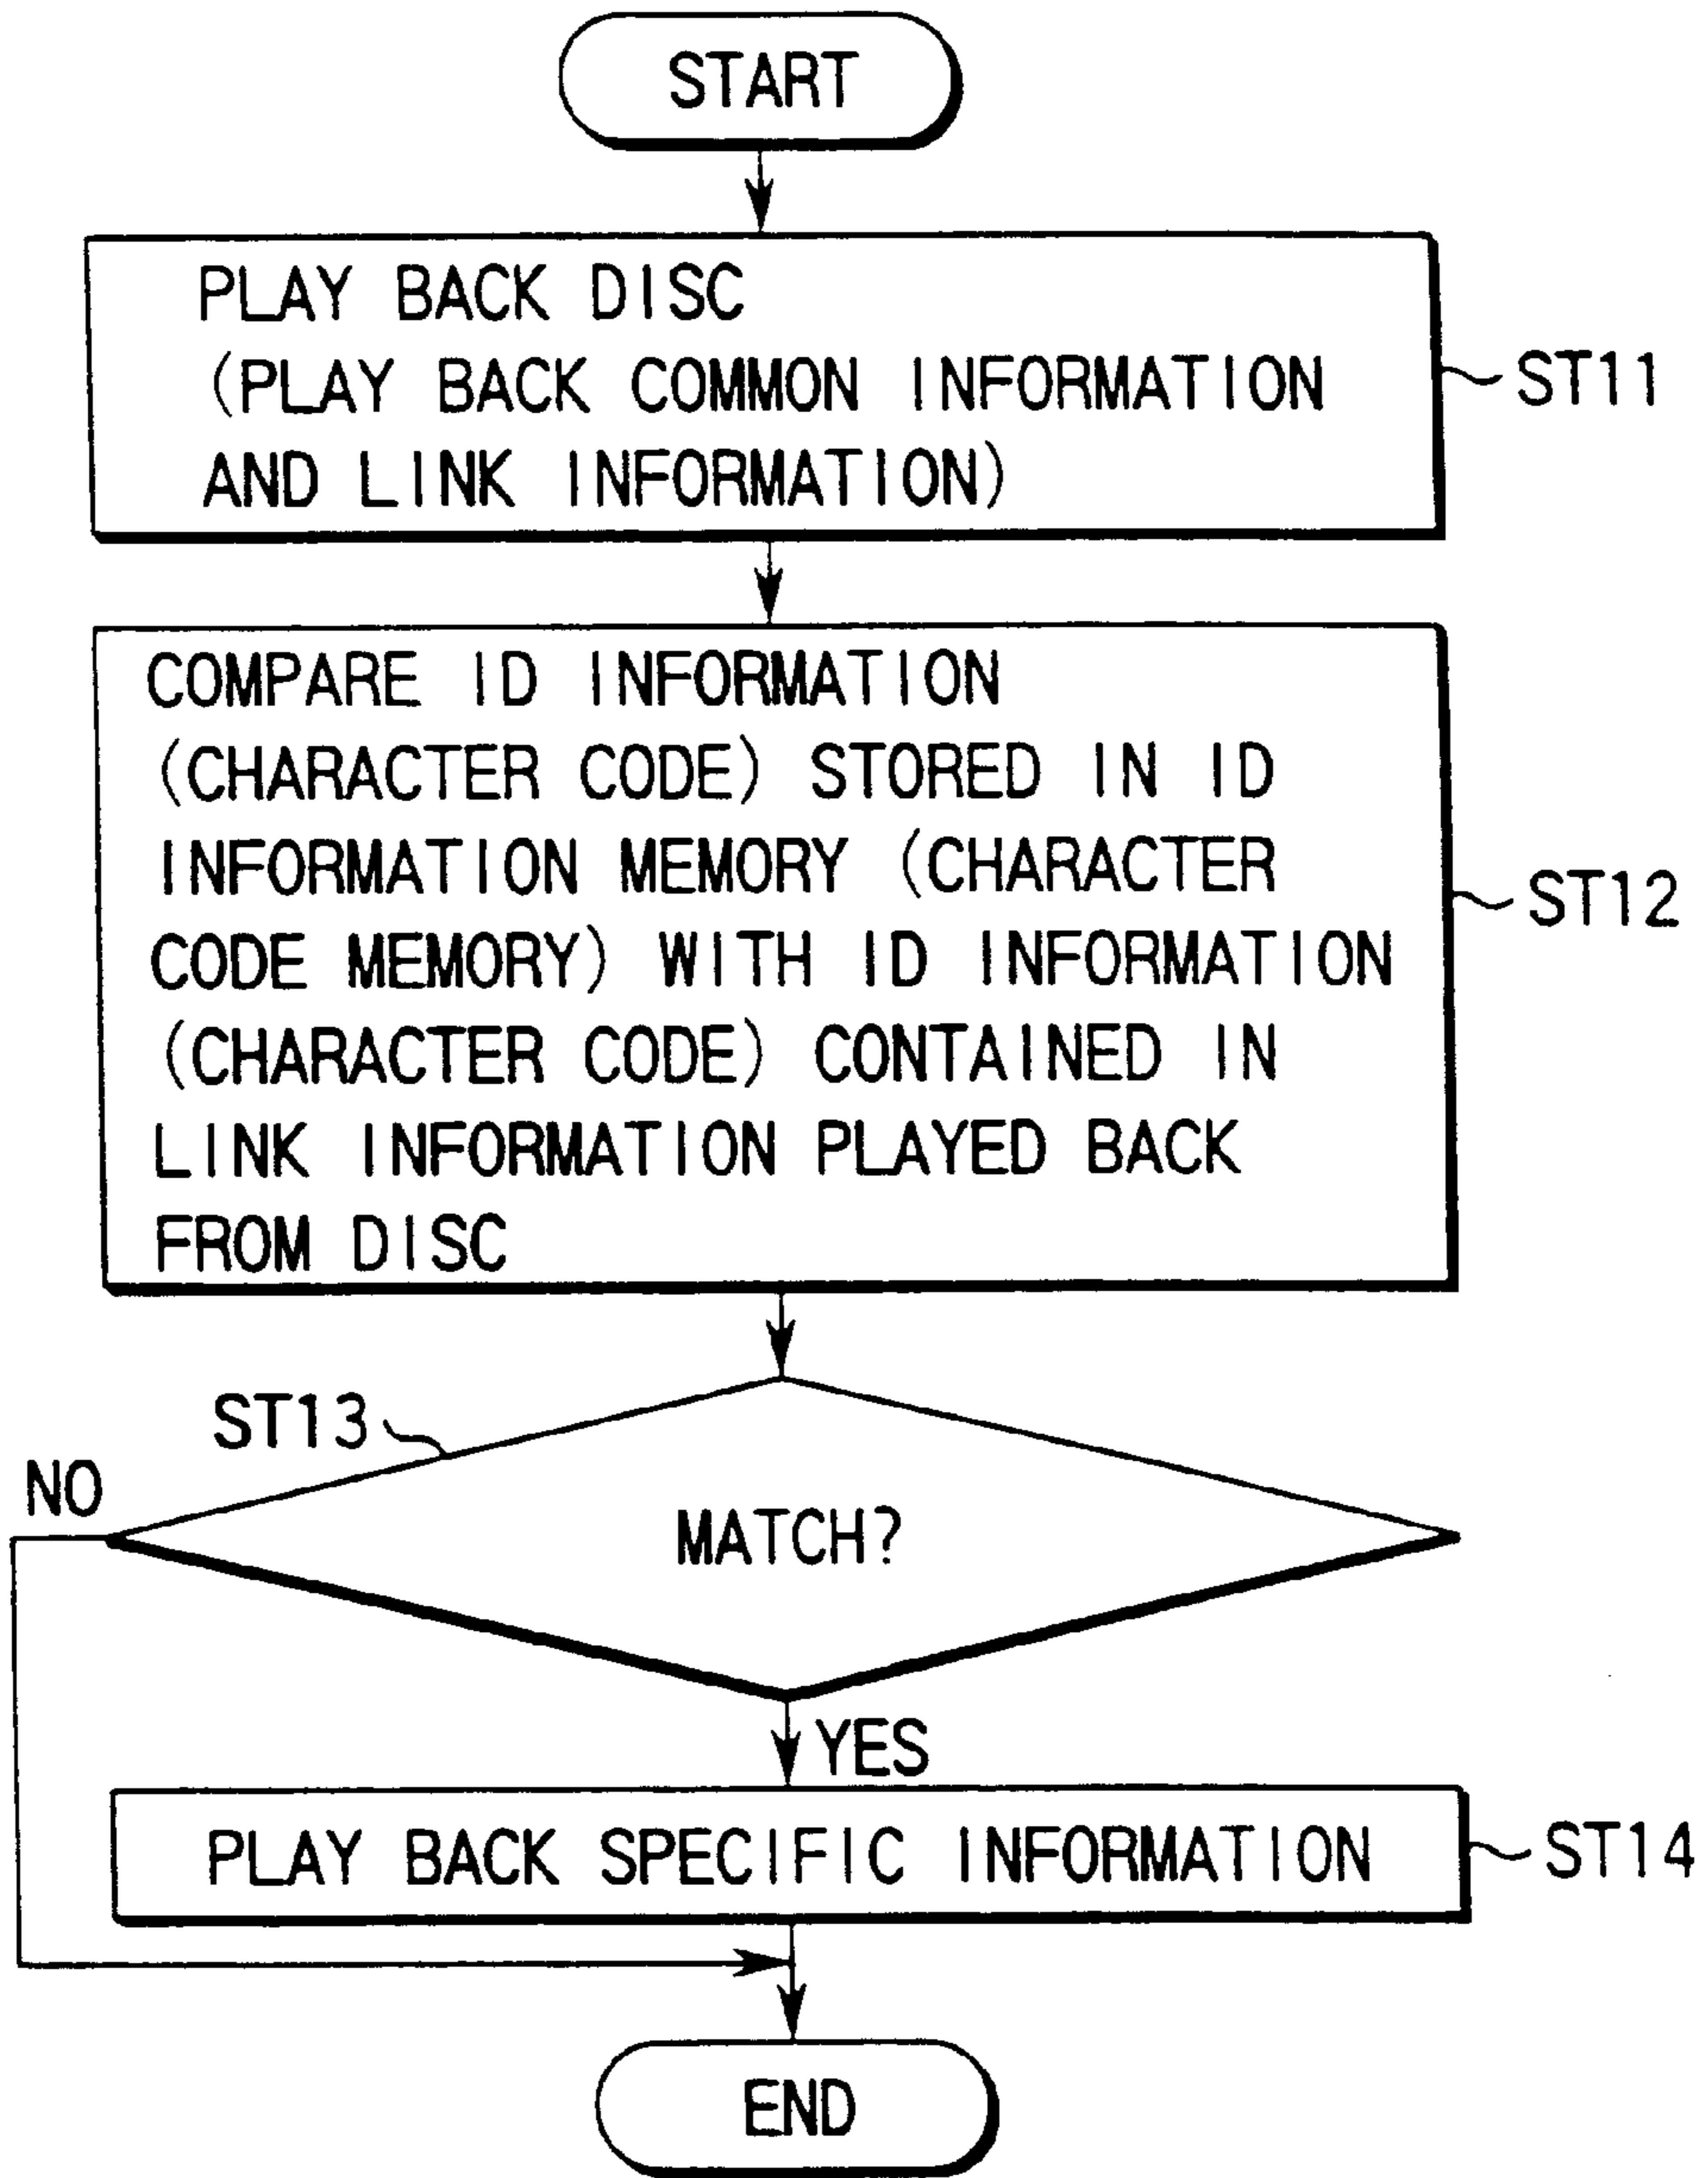 START
PLAY BACK DISC
(PLAY BACK COMMON INFORMATION
AND LINK INFORMATION)
ST11
COMPARE ID INFORMATION
(CHARACTER CODE) STORED IN ID
INFORMATION MEMORY (CHARACTER
CODE MEMORY) WITH ID INFORMATION
(CHARACTER CODE) CONTAINED IN
LINK INFORMATION PLAYED BACK
FROM DISC
ST12
ST13
NO
MATCH?
YES
PLAY BACK SPECIFIC INFORMATION
ST14
END